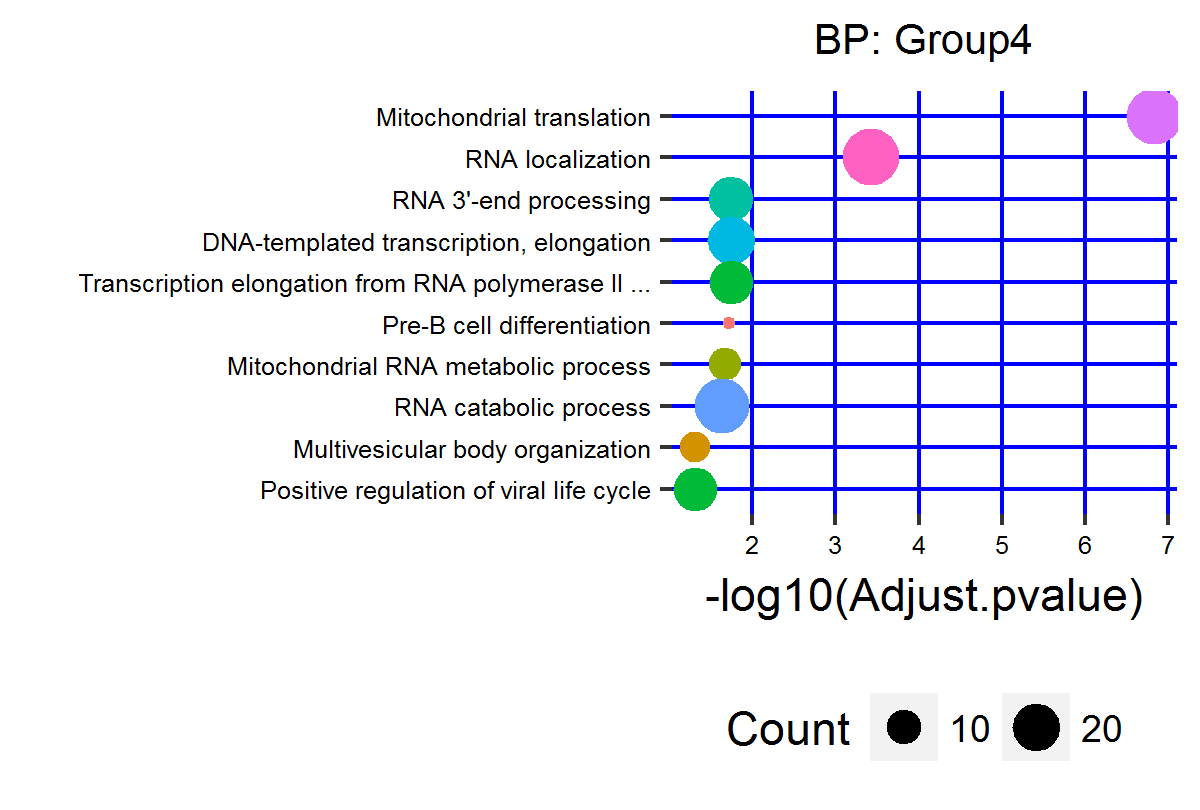 BP: Group4
Mitochondrial translation
RNA localization
RNA 3'-end processing
DNA-templated transcription, elongation
Transcription elongation from RNA polymerase II ...
Pre-B cell differentiation
Mitochondrial RNA metabolic process
RNA catabolic process
Multivesicular body organization
Positive regulation of viral life cycle
2 3 4 5 6 7
-log10(Adjust.pvalue)
Count 10 20